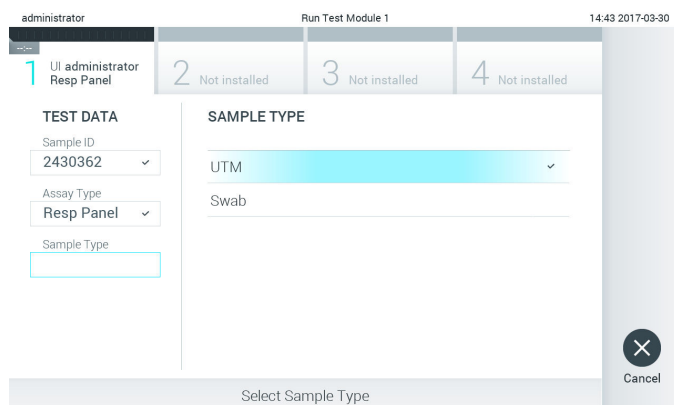 administrator Run Test Module 1 14:43 2017-03-30
--:--
1 UI administrator
Resp Panel
2 Not installed
3 Not installed
4 Not installed
TEST DATA
Sample ID
2430362
Assay Type
Resp Panel
Sample Type
SAMPLE TYPE
UTM
Swab
Cancel
Select Sample Type